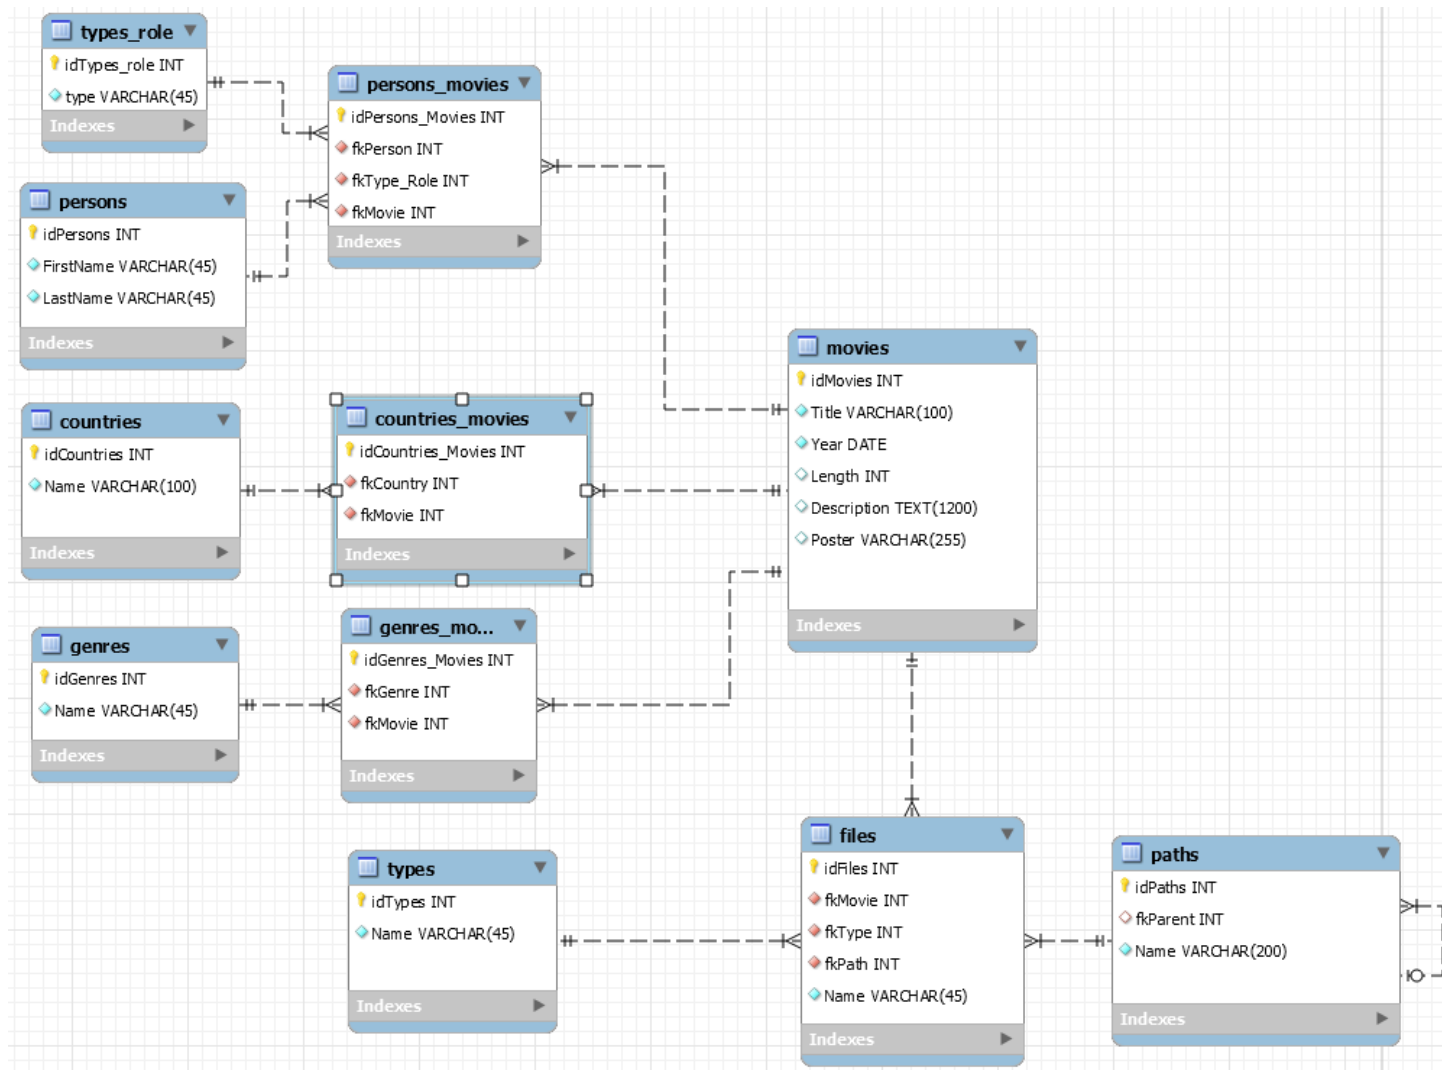 types_role
idTypes_role INT
type VARCHAR(45)
Indexes
persons_movies
idPersons_Movies INT
fkPerson INT
fkType_Role INT
fkMovie INT
Indexes
persons
idPersons INT
FirstName VARCHAR(45)
LastName VARCHAR(45)
Indexes
movies
idMovies INT
Title VARCHAR(100)
Year DATE
Length INT
Description TEXT(1200)
Poster VARCHAR(255)
Indexes
countries
idCountries INT
Name VARCHAR(100)
Indexes
countries_movies
idCountries_Movies INT
fkCountry INT
fkMovie INT
Indexes
genres
idGenres INT
Name VARCHAR(45)
Indexes
genres_mo...
idGenres_Movies INT
fkGenre INT
fkMovie INT
Indexes
types
idTypes INT
Name VARCHAR(45)
Indexes
files
idFiles INT
fkMovie INT
fkType INT
fkPath INT
Name VARCHAR(45)
Indexes
paths
idPaths INT
fkParent INT
Name VARCHAR(200)
Indexes